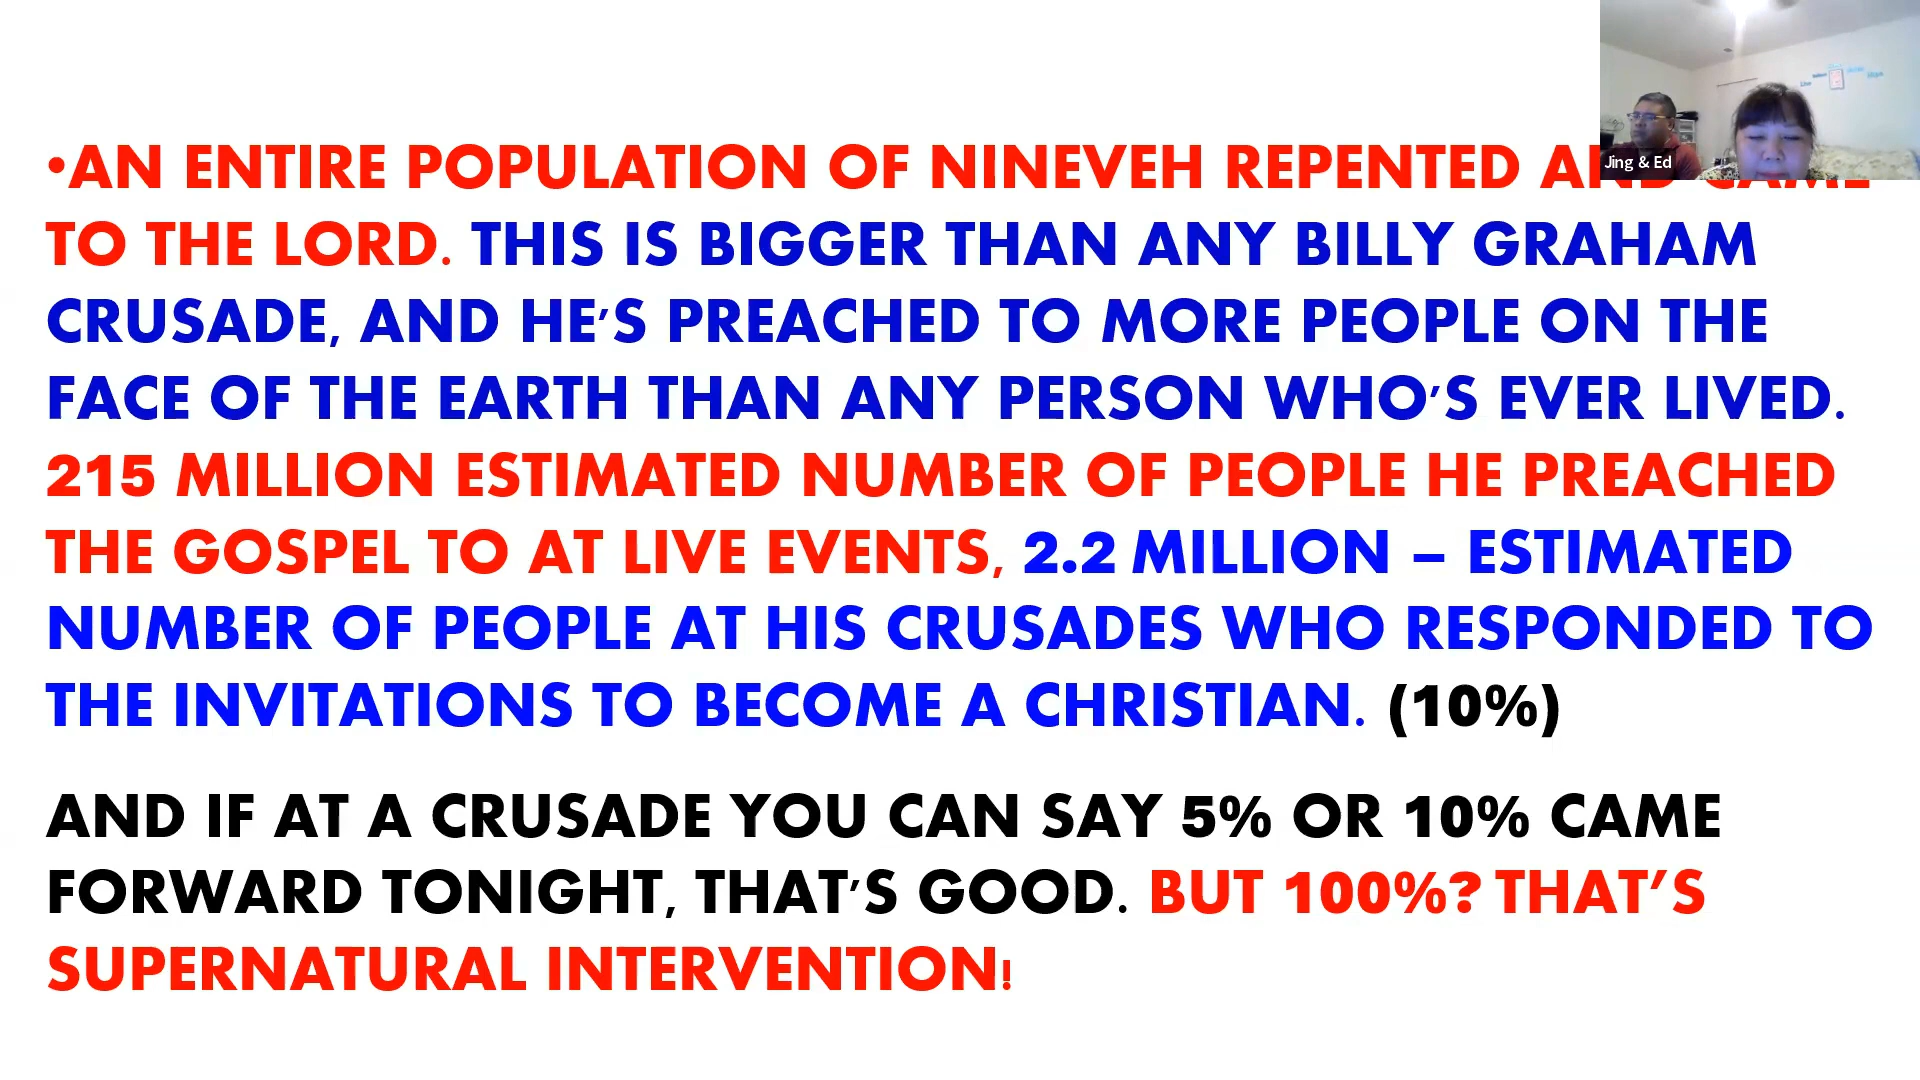 •AN ENTIRE POPULATION OF NINEVEH REPENTED AND CAME
TO THE LORD. THIS IS BIGGER THAN ANY BILLY GRAHAM
CRUSADE, AND HE’S PREACHED TO MORE PEOPLE ON THE
FACE OF THE EARTH THAN ANY PERSON WHO’S EVER LIVED.
215 MILLION ESTIMATED NUMBER OF PEOPLE HE PREACHED
THE GOSPEL TO AT LIVE EVENTS, 2.2 MILLION – ESTIMATED
NUMBER OF PEOPLE AT HIS CRUSADES WHO RESPONDED TO
THE INVITATIONS TO BECOME A CHRISTIAN. (10%)
AND IF AT A CRUSADE YOU CAN SAY 5% OR 10% CAME
FORWARD TONIGHT, THAT’S GOOD. BUT 100%? THAT’S
SUPERNATURAL INTERVENTION!
Jing & Ed